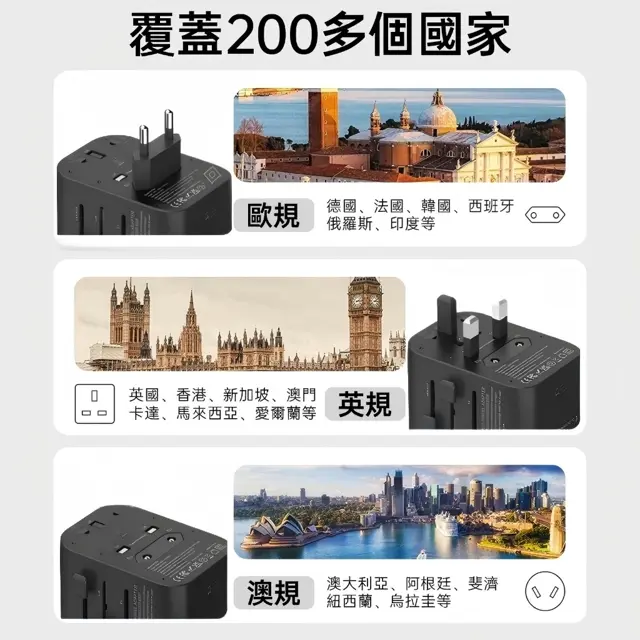 覆蓋200多個國家
歐規
德國、法國、韓國、西班牙
俄羅斯、印度等
英國、香港、新加坡、澳門
卡達、馬來西亞、愛爾蘭等
英規
澳規
澳大利亞、阿根廷、斐濟
紐西蘭、烏拉圭等